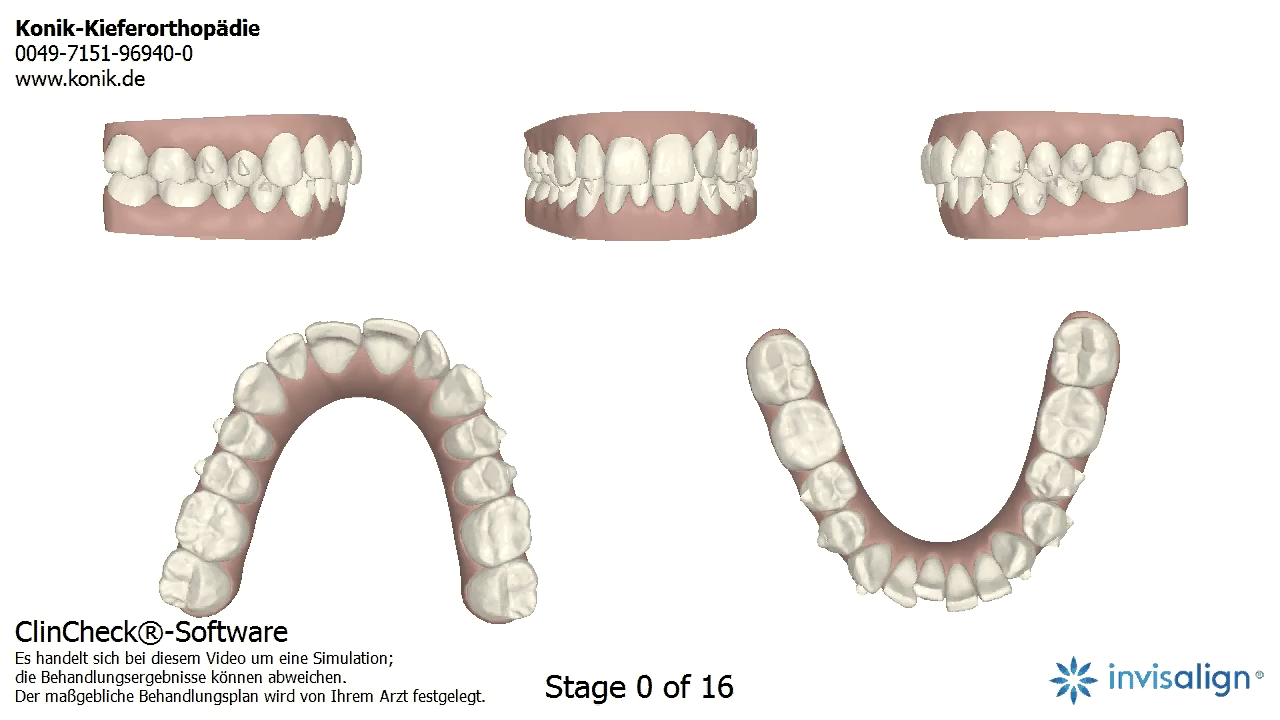 Konik-Kieferorthopädie
0049-7151-96940-0
www.konik.de
ClinCheck®-Software
Es handelt sich bei diesem Video um eine Simulation;
die Behandlungsergebnisse können abweichen.
Der maßgebliche Behandlungsplan wird von Ihrem Arzt festgelegt.
Stage 0 of 16
invisalign®